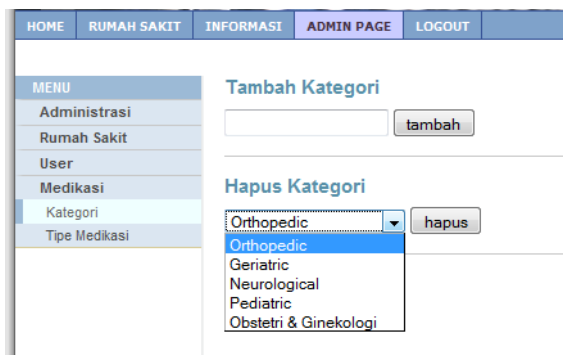 HOME RUMAH SAKIT INFORMASI ADMIN PAGE LOGOUT
MENU
Administrasi
Rumah Sakit
User
Medikasi
Kategori
Tipe Medikasi
Tambah Kategori
tambah
Hapus Kategori
Orthopedic hapus
Orthopedic
Geriatric
Neurological
Pediatric
Obstetri & Ginekologi